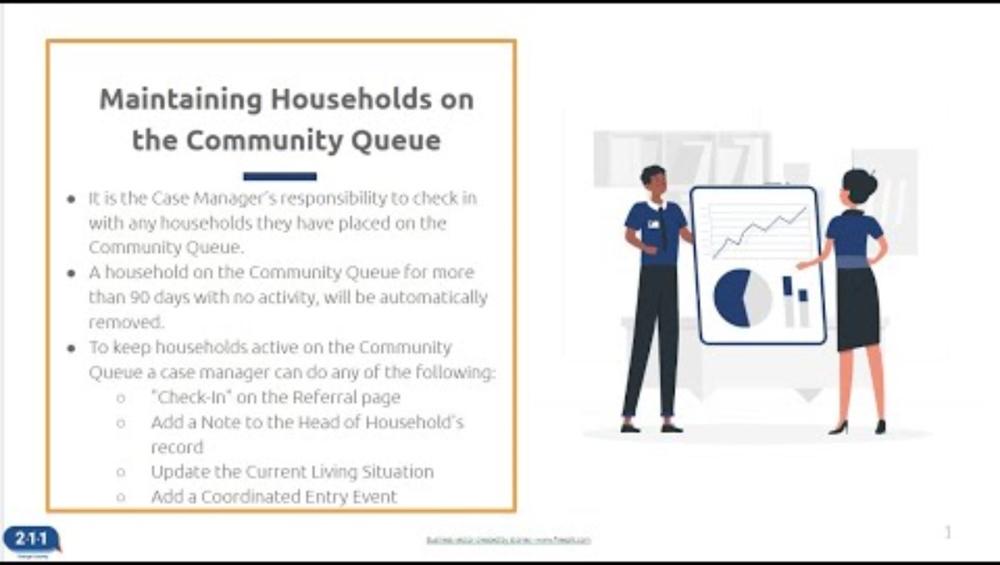 Maintaining Households on
the Community Queue
● It is the Case Manager's responsibility to check in
with any households they have placed on the
Community Queue.
● A household on the Community Queue for more
than 90 days with no activity, will be automatically
removed.
● To keep households active on the Community
Queue a case manager can do any of the following:
○ "Check-In" on the Referral page
○ Add a Note to the Head of Household's
record
○ Update the Current Living Situation
○ Add a Coordinated Entry Event
2·1·1
1